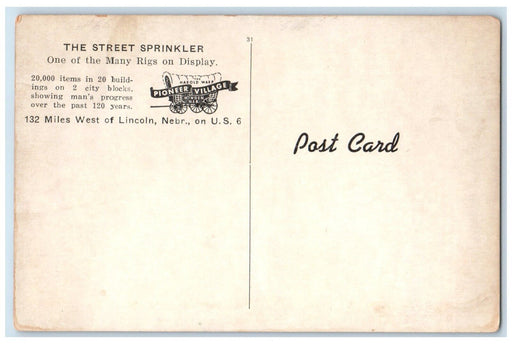 THE STREET SPRINKLER
One of the Many Rigs on Display.
20,000 items in 20 build-
ings on 2 city blocks,
showing man's progress
over the past 120 years.
HAROLD WARP
PIONEER VILLAGE
132 Miles West of Lincoln, Nebr., on U.S. 6
31
Post Card